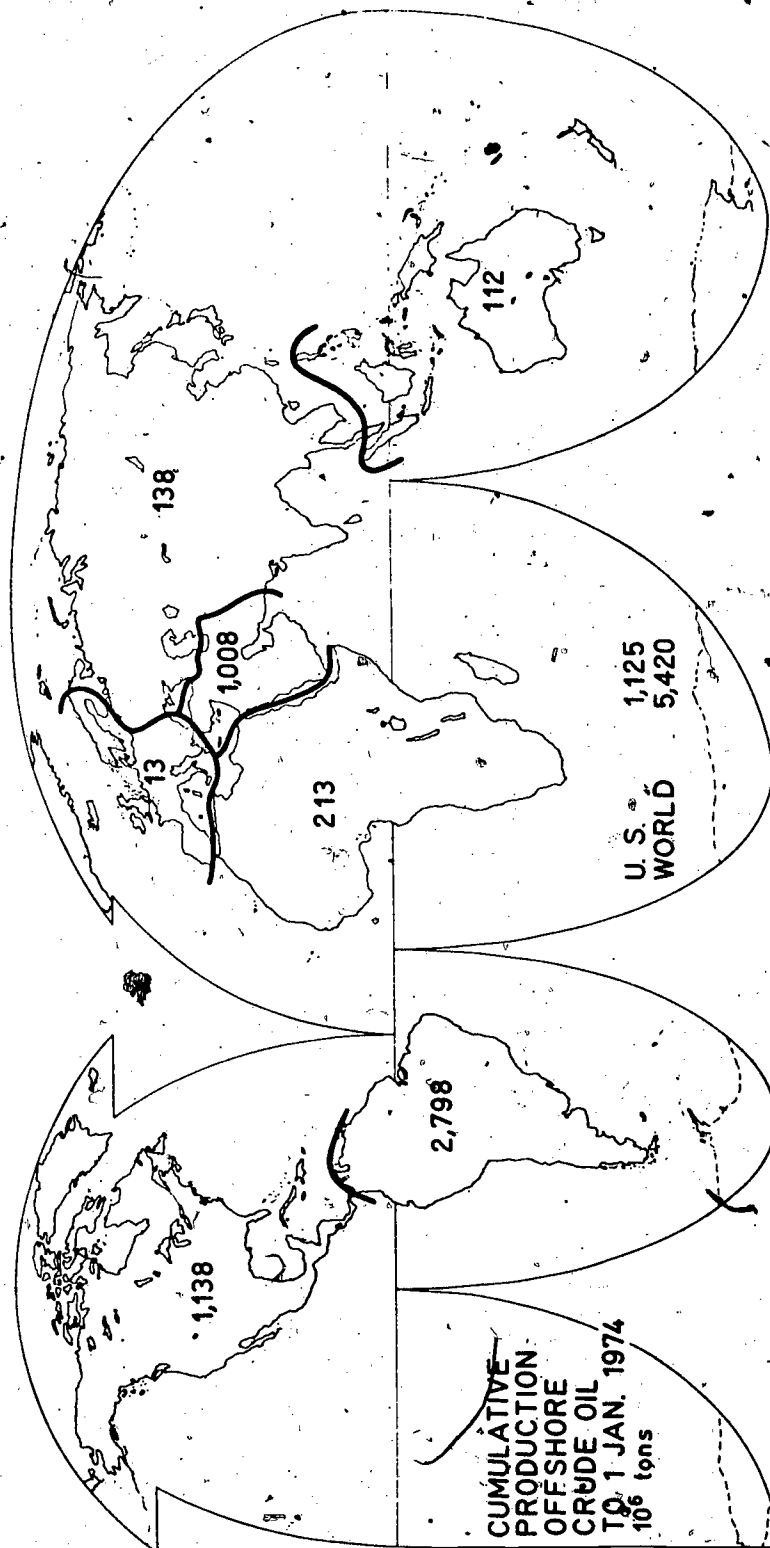 CUMULATIVE
PRODUCTION
OFFSHORE
CRUDE OIL
TO 1 JAN. 1974
10⁶ tons
1,138
2,798
13
138
1,008
213
112
U. S. 1,125
WORLD 5,420